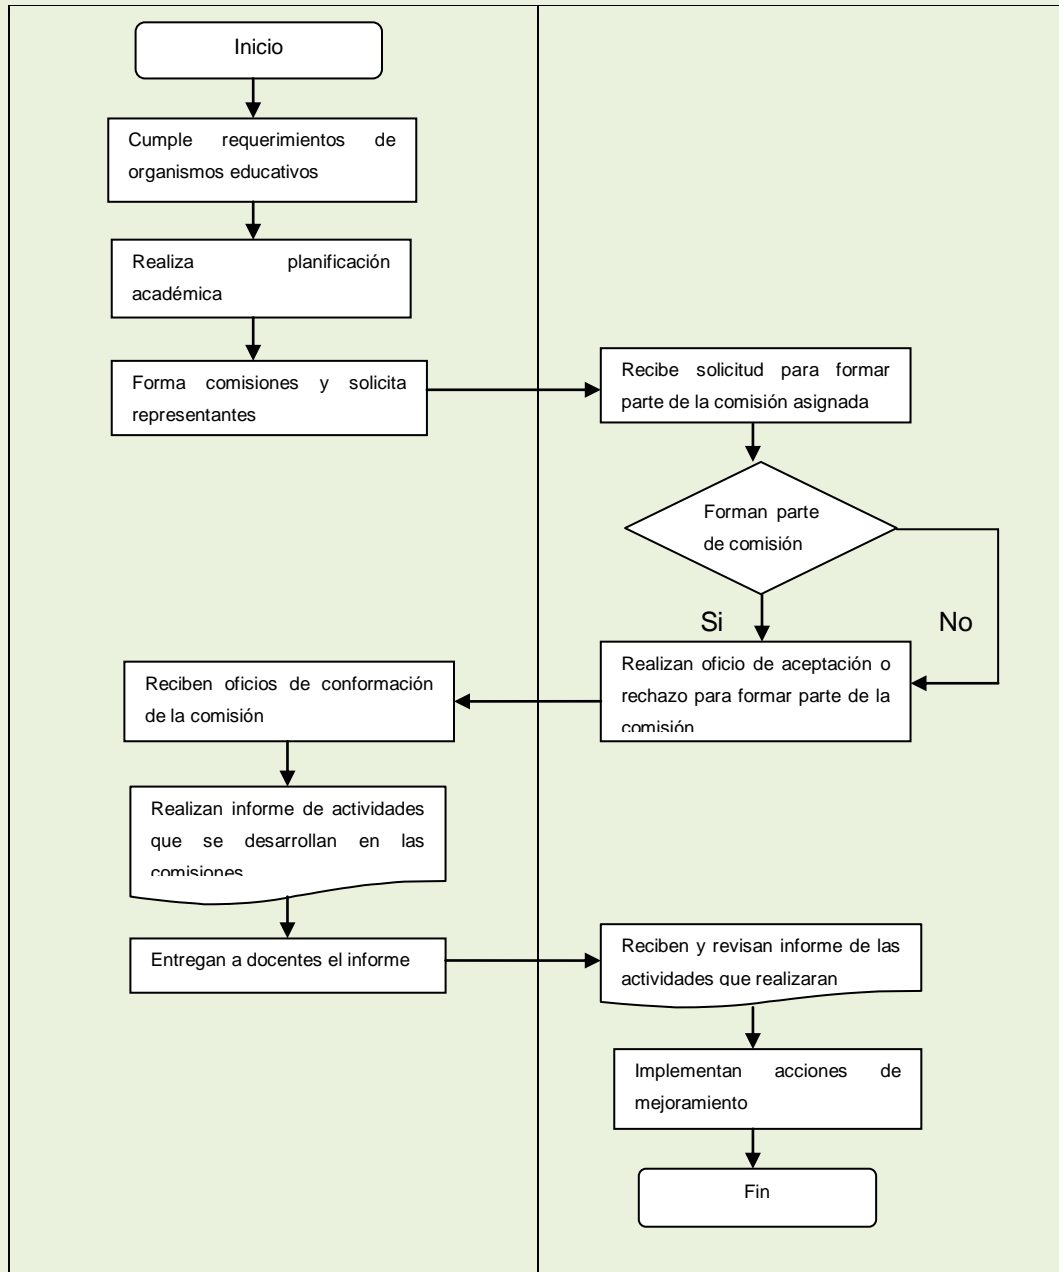 Inicio
Cumple requerimientos de
organismos educativos
Realiza planificación
académica
Forma comisiones y solicita
representantes
Recibe solicitud para formar
parte de la comisión asignada
Forman parte
de comisión
Si
No
Realizan oficio de aceptación o
rechazo para formar parte de la
comisión
Reciben oficios de conformación
de la comisión
Realizan informe de actividades
que se desarrollan en las
comisiones
Entregan a docentes el informe
Reciben y revisan informe de las
actividades que realizaran
Implementan acciones de
mejoramiento
Fin